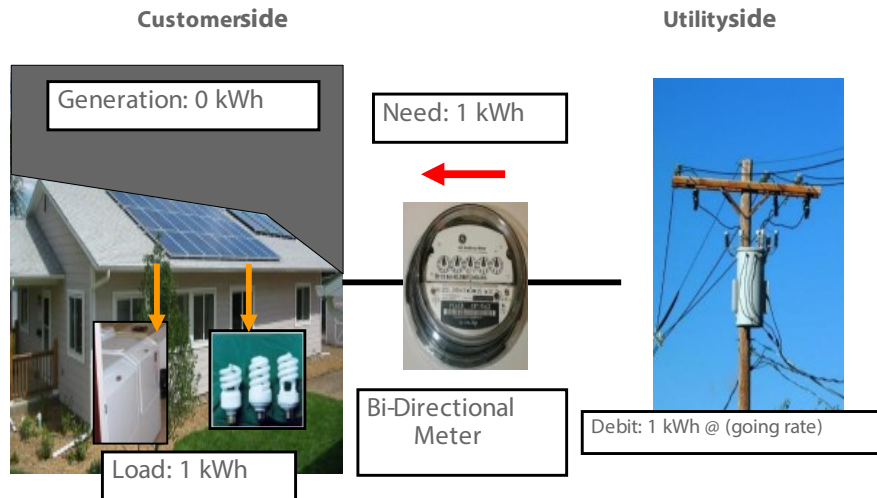 Customerside
Utilityside
Generation: 0 kWh
Need: 1 kWh
Bi-Directional
Meter
Debit: 1 kWh @ (going rate)
Load: 1 kWh